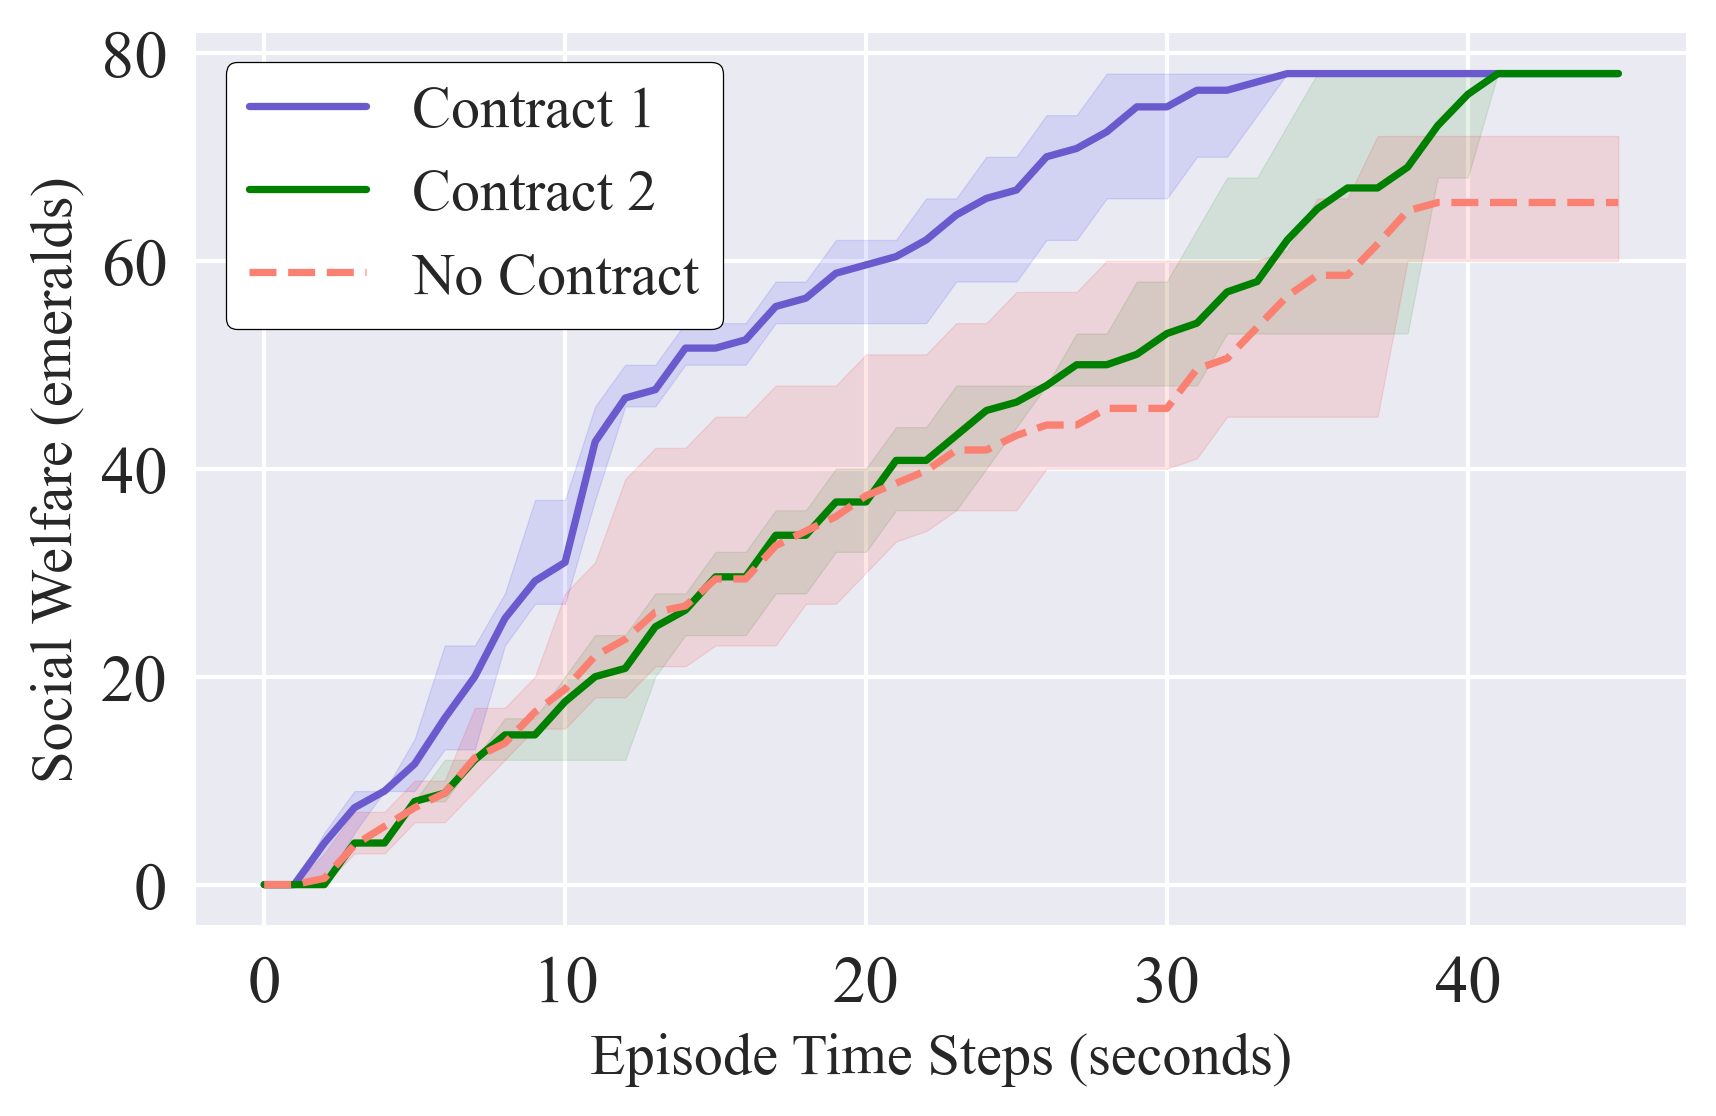 80
60
40
20
0
Social Welfare (emeralds)
Contract 1
Contract 2
No Contract
0 10 20 30 40
Episode Time Steps (seconds)